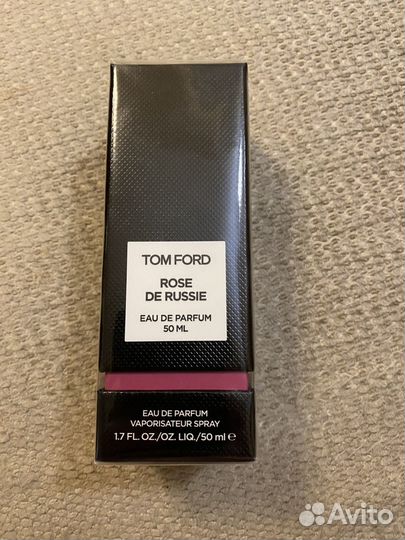 TOM FORD
ROSE
DE RUSSIE
EAU DE PARFUM
50 ML
EAU DE PARFUM
VAPORISATEUR SPRAY
1.7 FL. OZ./OZ. LIQ./50 ml ℮
Avito